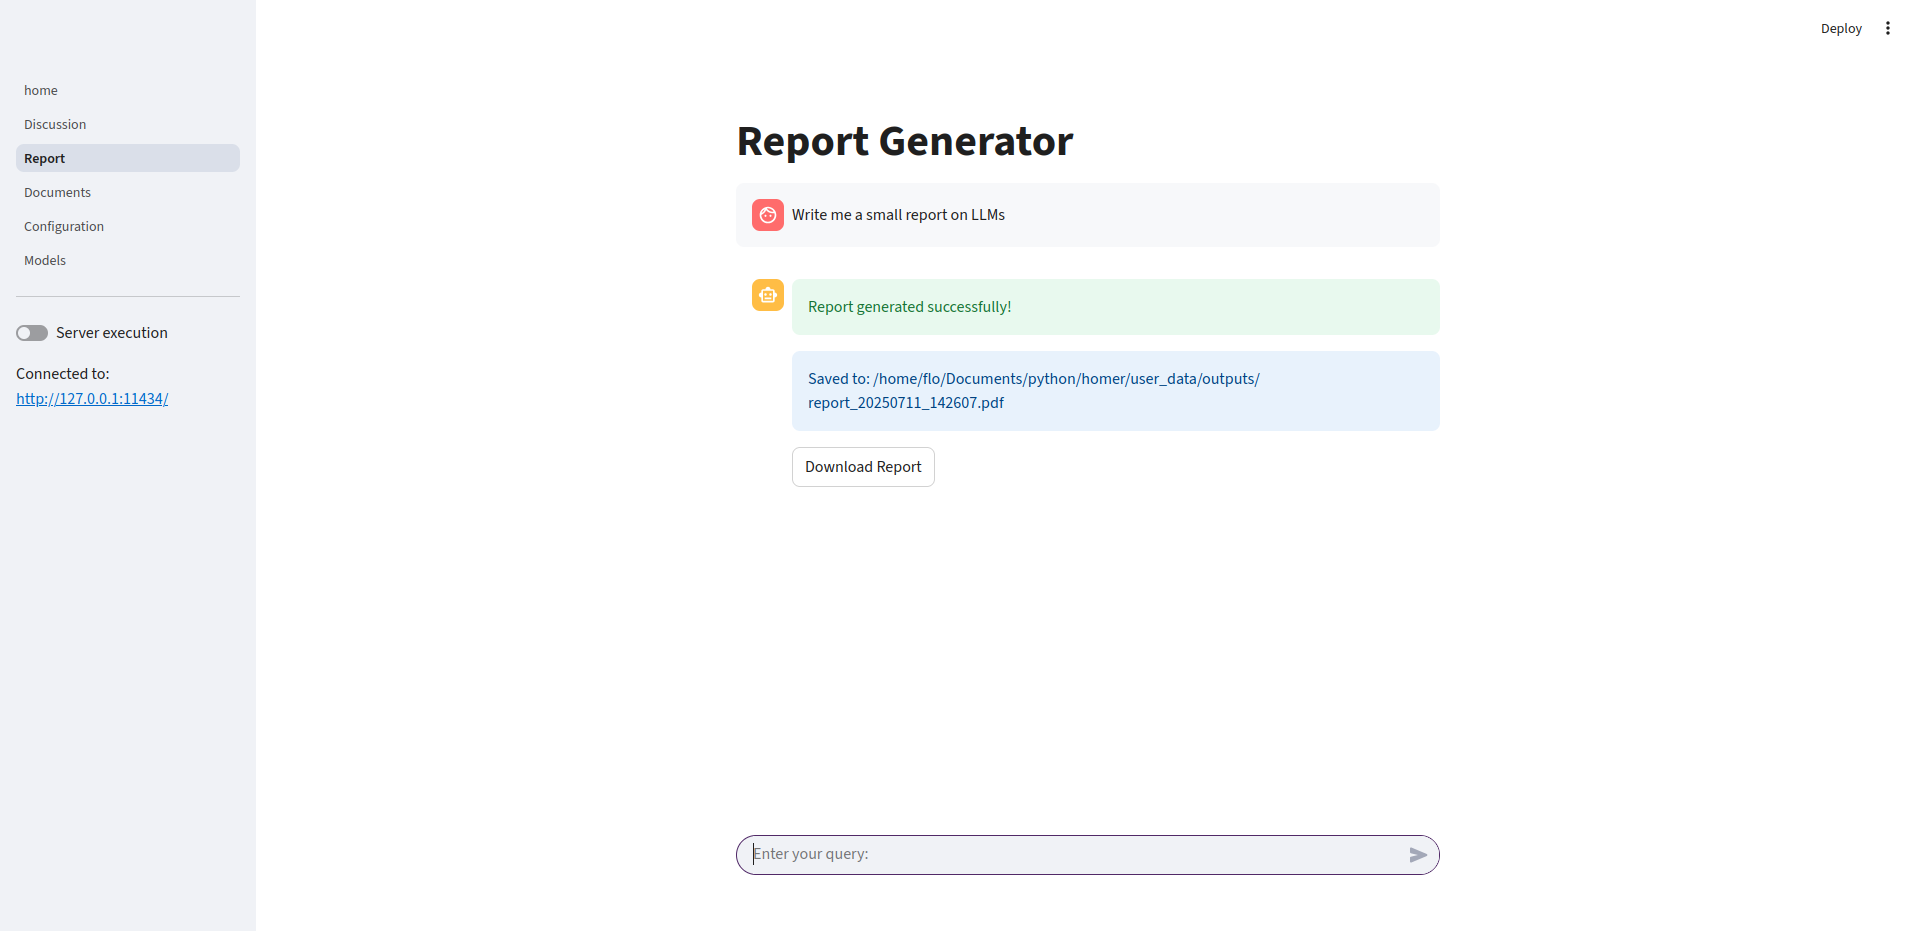 Deploy
home
Discussion
Report
Documents
Configuration
Models
Server execution
Connected to:
http://127.0.0.1:11434/
Report Generator
Write me a small report on LLMs
Report generated successfully!
Saved to: /home/flo/Documents/python/homer/user_data/outputs/
report_20250711_142607.pdf
Download Report
Enter your query: